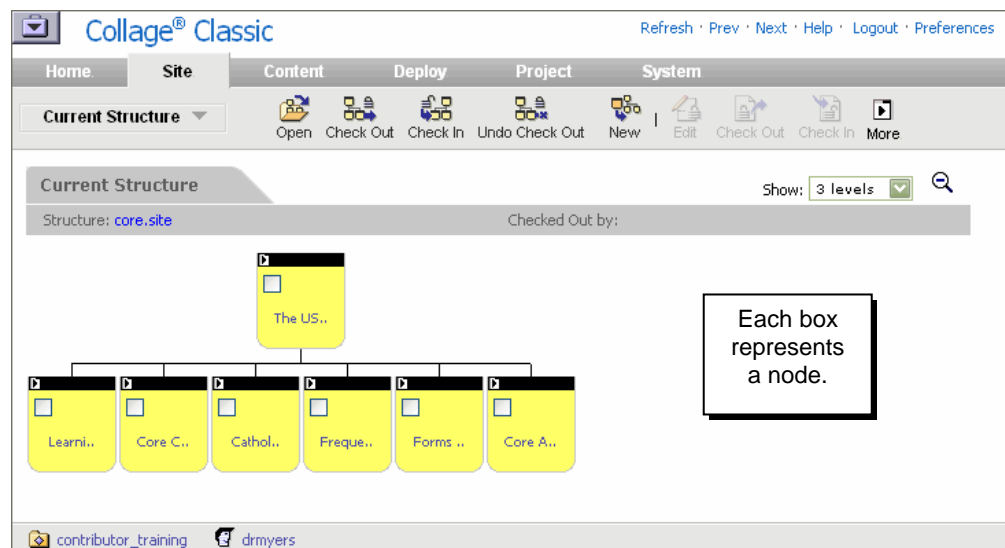 Collage® Classic
Refresh · Prev · Next · Help · Logout · Preferences
Home Site Content Deploy Project System
Current Structure
Open Check Out Check In Undo Check Out New | Edit Check Out Check In More
Current Structure
Show: 3 levels
Structure: core.site Checked Out by:
The US..
Each box
represents
a node.
Learni.. Core C.. Cathol.. Freque.. Forms .. Core A..
contributor_training drmyers